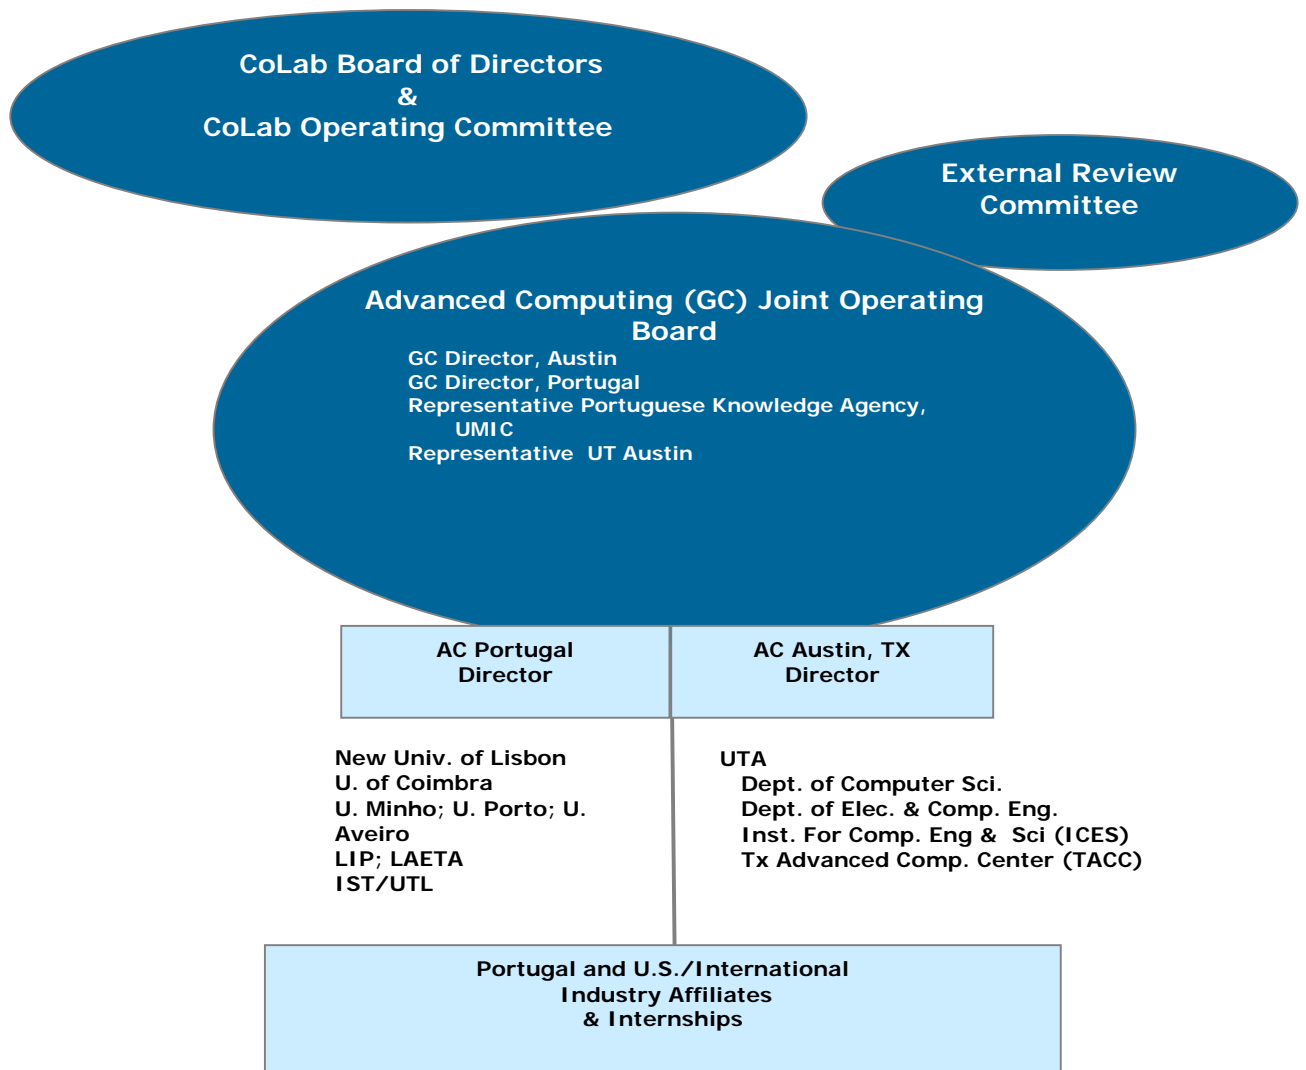 CoLab Board of Directors
&
CoLab Operating Committee
External Review
Committee
Advanced Computing (GC) Joint Operating
Board
GC Director, Austin
GC Director, Portugal
Representative Portuguese Knowledge Agency,
UMIC
Representative  UT Austin
AC Portugal
Director
AC Austin, TX
Director
New Univ. of Lisbon
U. of Coimbra
U. Minho; U. Porto; U.
Aveiro
LIP; LAETA
IST/UTL
UTA
Dept. of Computer Sci.
Dept. of Elec. & Comp. Eng.
Inst. For Comp. Eng &  Sci (ICES)
Tx Advanced Comp. Center (TACC)
Portugal and U.S./International
Industry Affiliates
& Internships